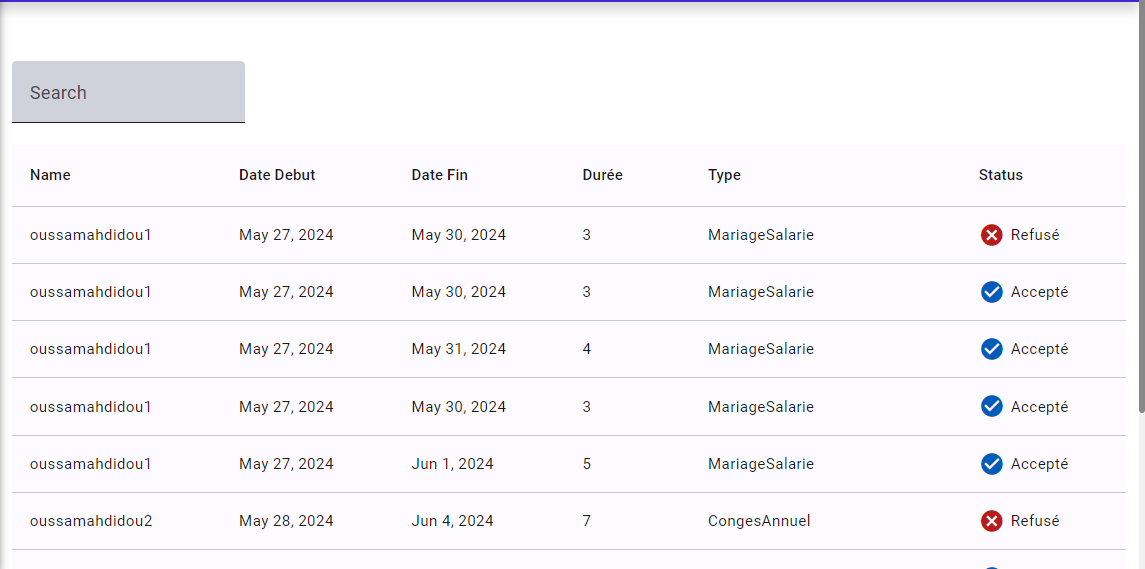 Search
Name Date Debut Date Fin Durée Type Status
oussamahdidou1 May 27, 2024 May 30, 2024 3 MariageSalarie Refusé
oussamahdidou1 May 27, 2024 May 30, 2024 3 MariageSalarie Accepté
oussamahdidou1 May 27, 2024 May 31, 2024 4 MariageSalarie Accepté
oussamahdidou1 May 27, 2024 May 30, 2024 3 MariageSalarie Accepté
oussamahdidou1 May 27, 2024 Jun 1, 2024 5 MariageSalarie Accepté
oussamahdidou2 May 28, 2024 Jun 4, 2024 7 CongesAnnuel Refusé